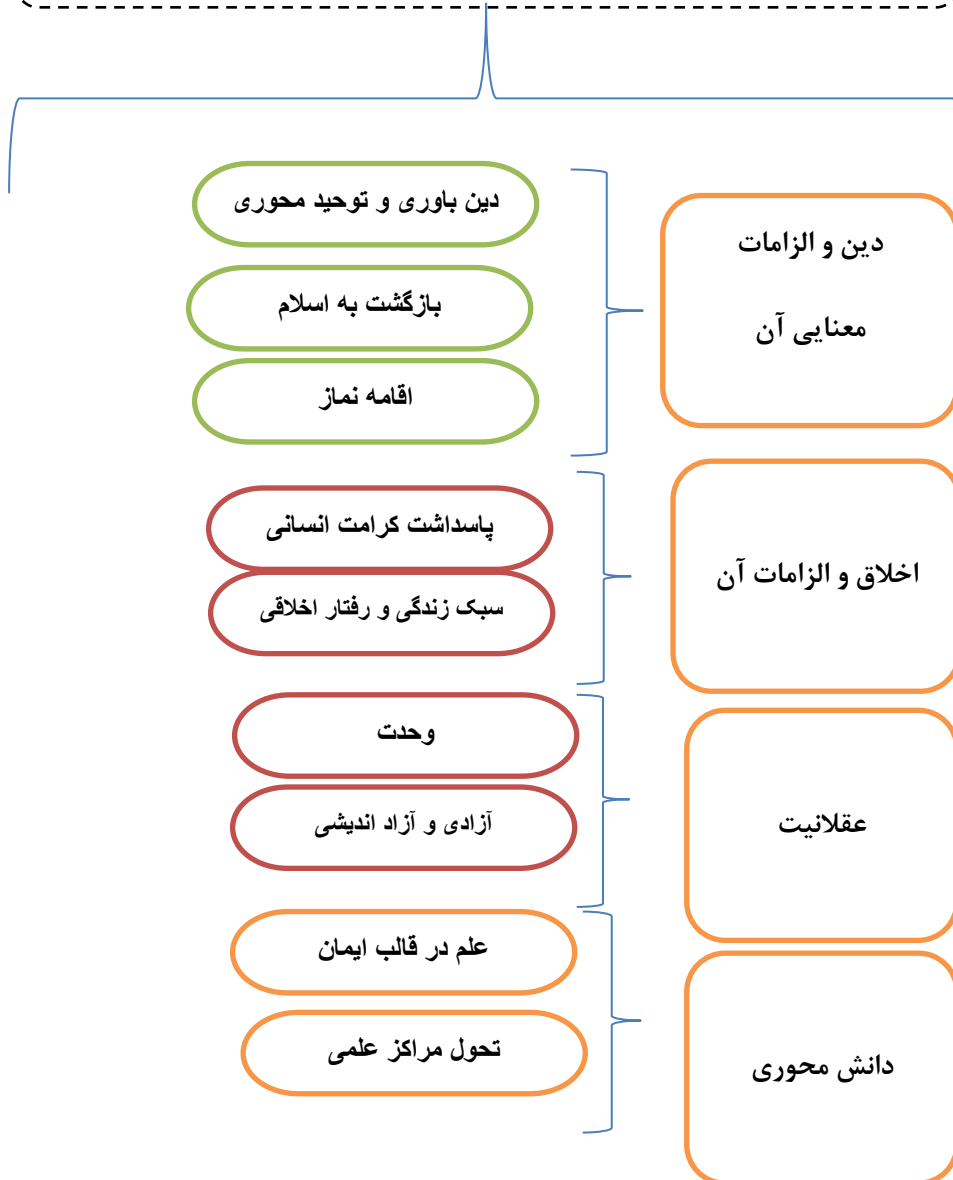 دین و الزامات
معنایی آن
دین باوری و توحید محوری
بازگشت به اسلام
اقامه نماز
اخلاق و الزامات آن
پاسداشت کرامت انسانی
سبک زندگی و رفتار اخلاقی
عقلانیت
وحدت
آزادی و آزاد اندیشی
دانش محوری
علم در قالب ایمان
تحول مراکز علمی